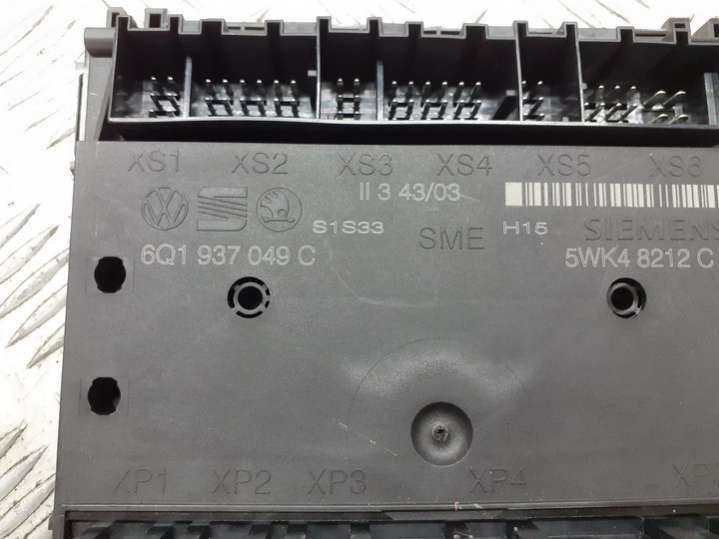 XS1 XS2 XS3 XS4 XS5 XS6
II 3 43/03
S1S33 SME H15 SIEMENS
6Q1 937 049 C 5WK4 8212 C
XP1 XP2 XP3 XP4